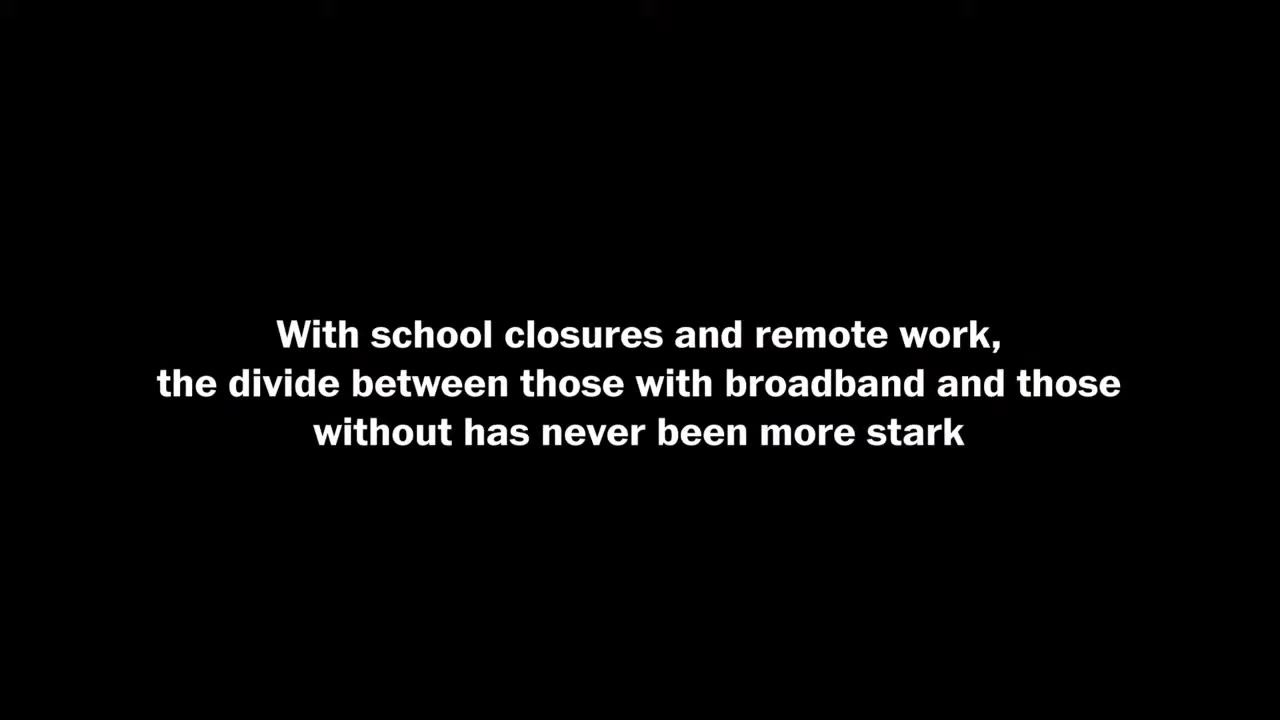 With school closures and remote work,
the divide between those with broadband and those
without has never been more stark